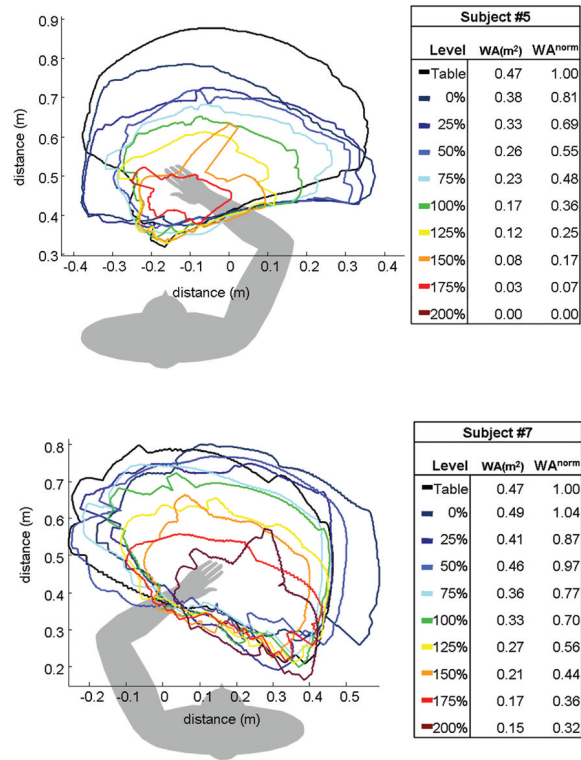 Subject #5
Level WA(m²) WAnorm
Table 0.47 1.00
0% 0.38 0.81
25% 0.33 0.69
50% 0.26 0.55
75% 0.23 0.48
100% 0.17 0.36
125% 0.12 0.25
150% 0.08 0.17
175% 0.03 0.07
200% 0.00 0.00
0.9
0.8
0.7
0.6
0.5
0.4
0.3
distance (m)
-0.4 -0.3 -0.2 -0.1 0 0.1 0.2 0.3 0.4
distance (m)
Subject #7
Level WA(m²) WAnorm
Table 0.47 1.00
0% 0.49 1.04
25% 0.41 0.87
50% 0.46 0.97
75% 0.36 0.77
100% 0.33 0.70
125% 0.27 0.56
150% 0.21 0.44
175% 0.17 0.36
200% 0.15 0.32
0.8
0.7
0.6
0.5
0.4
0.3
0.2
distance (m)
-0.2 -0.1 0 0.1 0.2 0.3 0.4 0.5
distance (m)